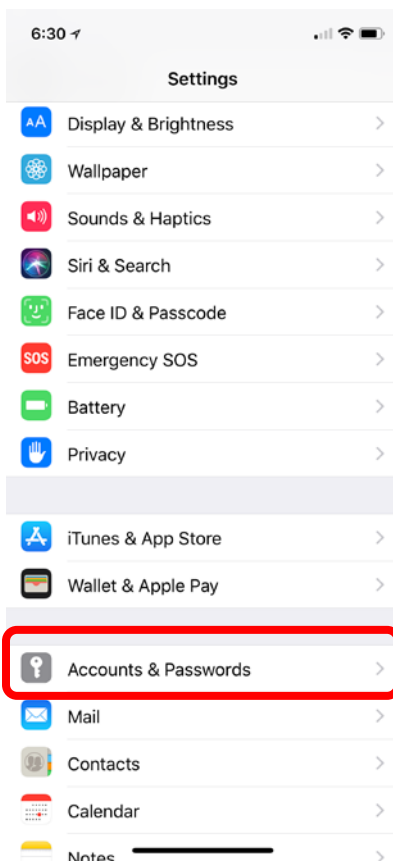 6:30
Settings
AA Display & Brightness
Wallpaper
Sounds & Haptics
Siri & Search
Face ID & Passcode
SOS Emergency SOS
Battery
Privacy
iTunes & App Store
Wallet & Apple Pay
Accounts & Passwords
Mail
Contacts
Calendar
Notes